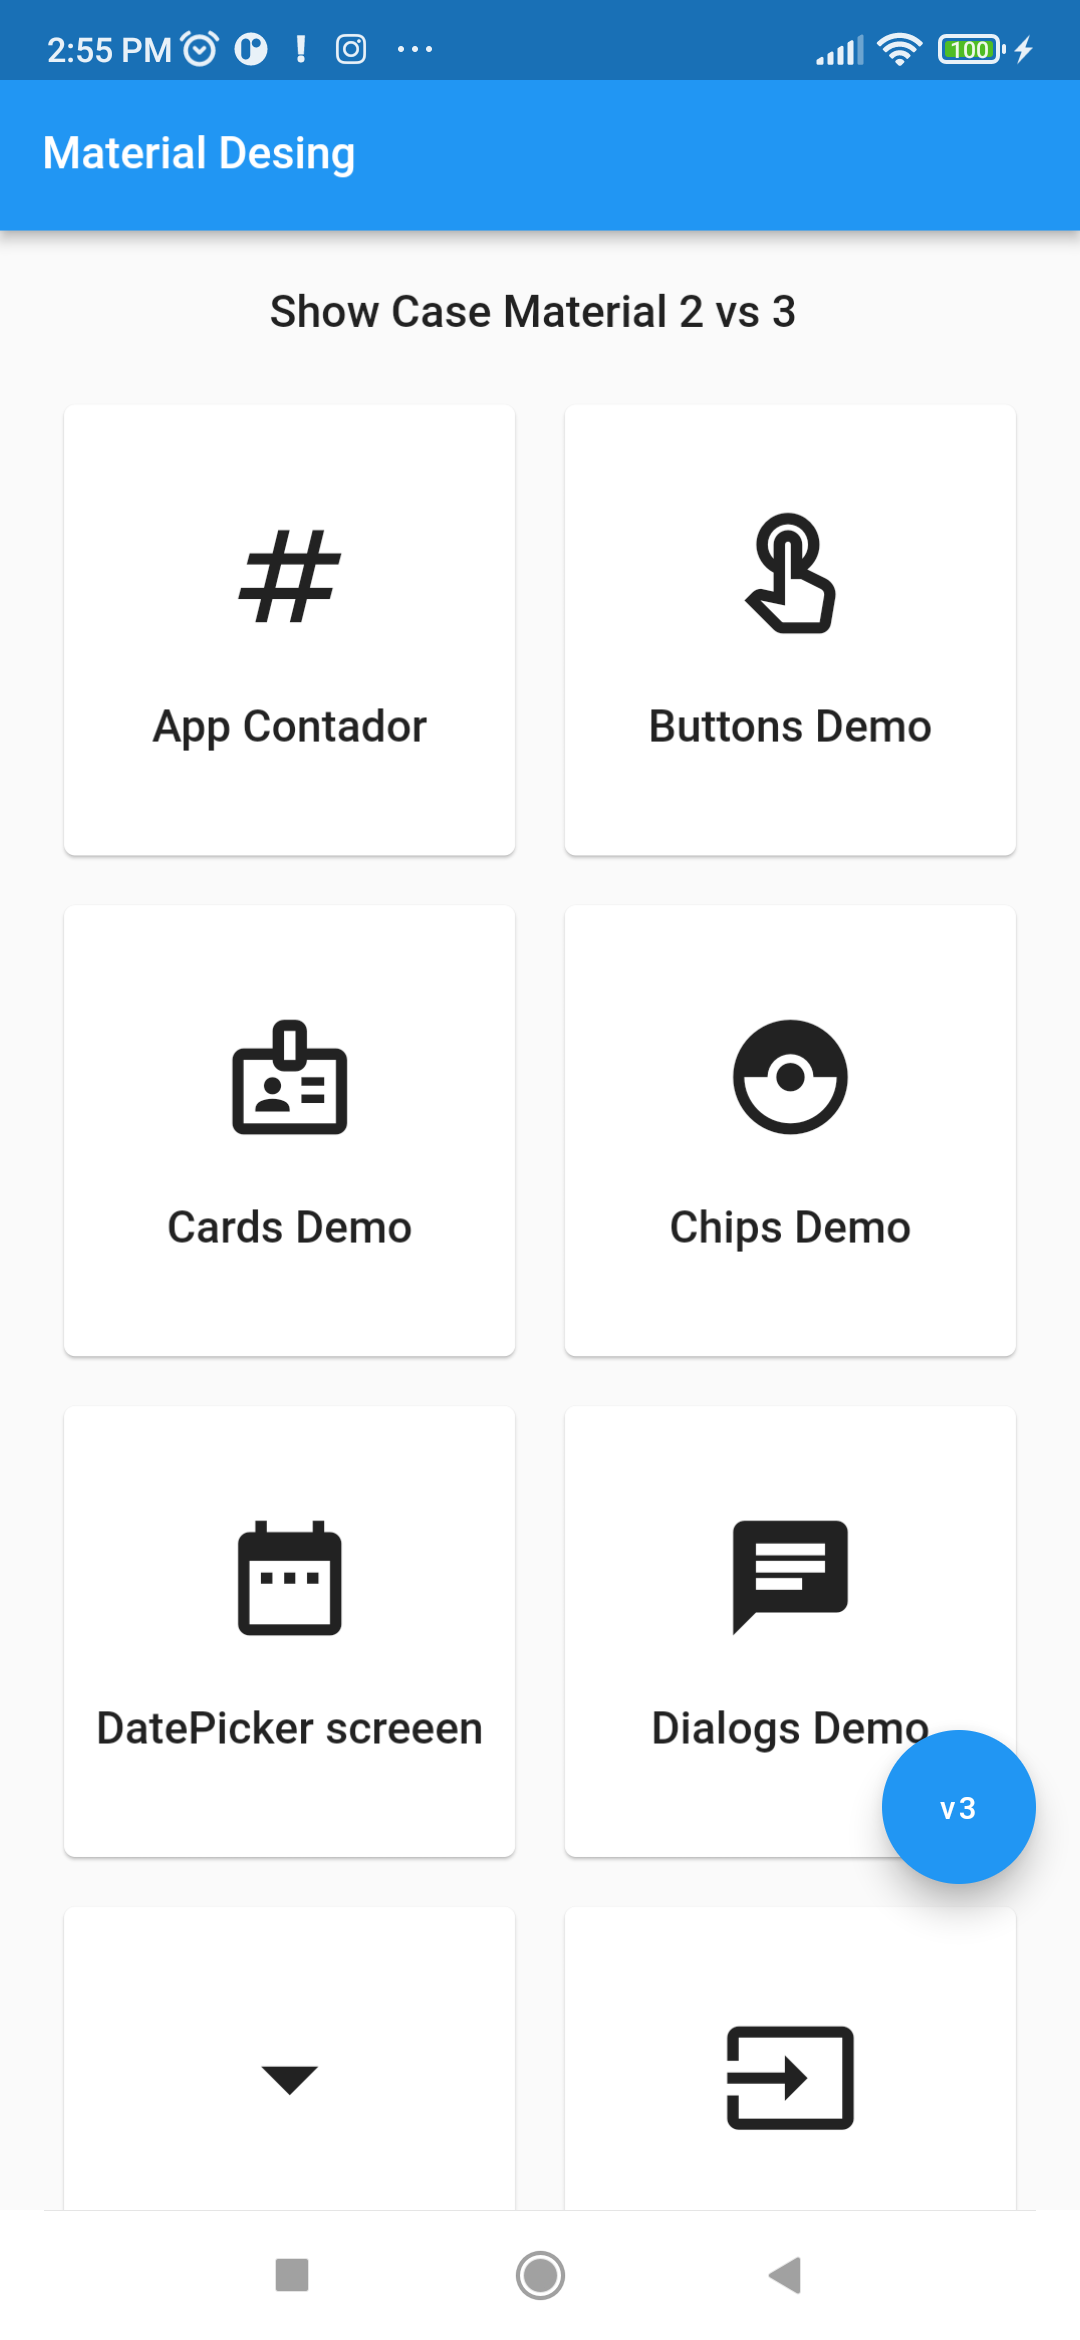 2:55 PM
100
Material Desing
Show Case Material 2 vs 3
App Contador
Buttons Demo
Cards Demo
Chips Demo
DatePicker screeen
Dialogs Demo
v3